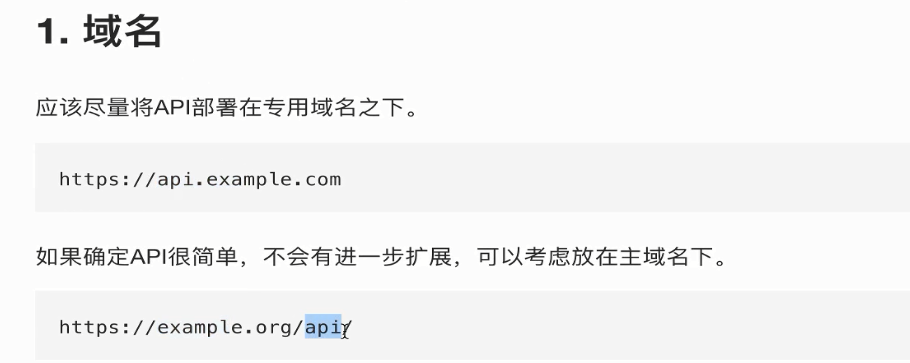 1. 域名
应该尽量将API部署在专用域名之下。
https://api.example.com
如果确定API很简单，不会有进一步扩展，可以考虑放在主域名下。
https://example.org/api/